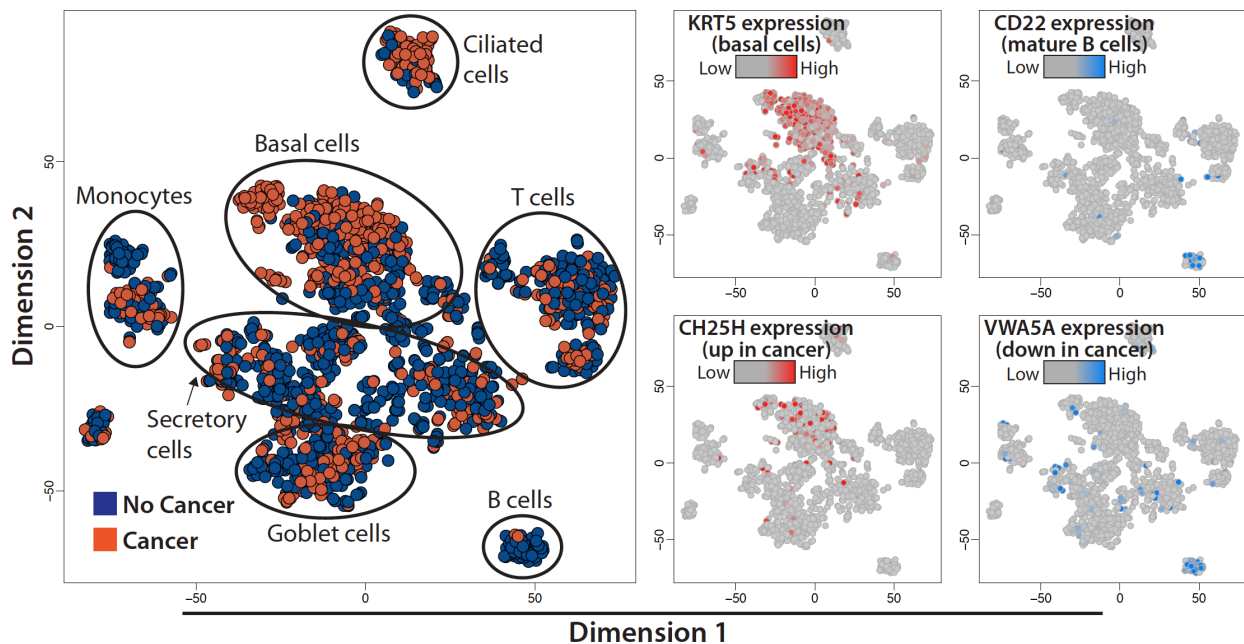 Ciliated
cells
Basal cells
Monocytes
T cells
Secretory
cells
Goblet cells
B cells
No Cancer
Cancer
Dimension 2
50
0
−50
−50
0
50
KRT5 expression
(basal cells)
Low
High
50
0
−50
−50
0
50
CD22 expression
(mature B cells)
Low
High
50
0
−50
−50
0
50
CH25H expression
(up in cancer)
Low
High
50
0
−50
−50
0
50
VWA5A expression
(down in cancer)
Low
High
50
0
−50
−50
0
50
Dimension 1